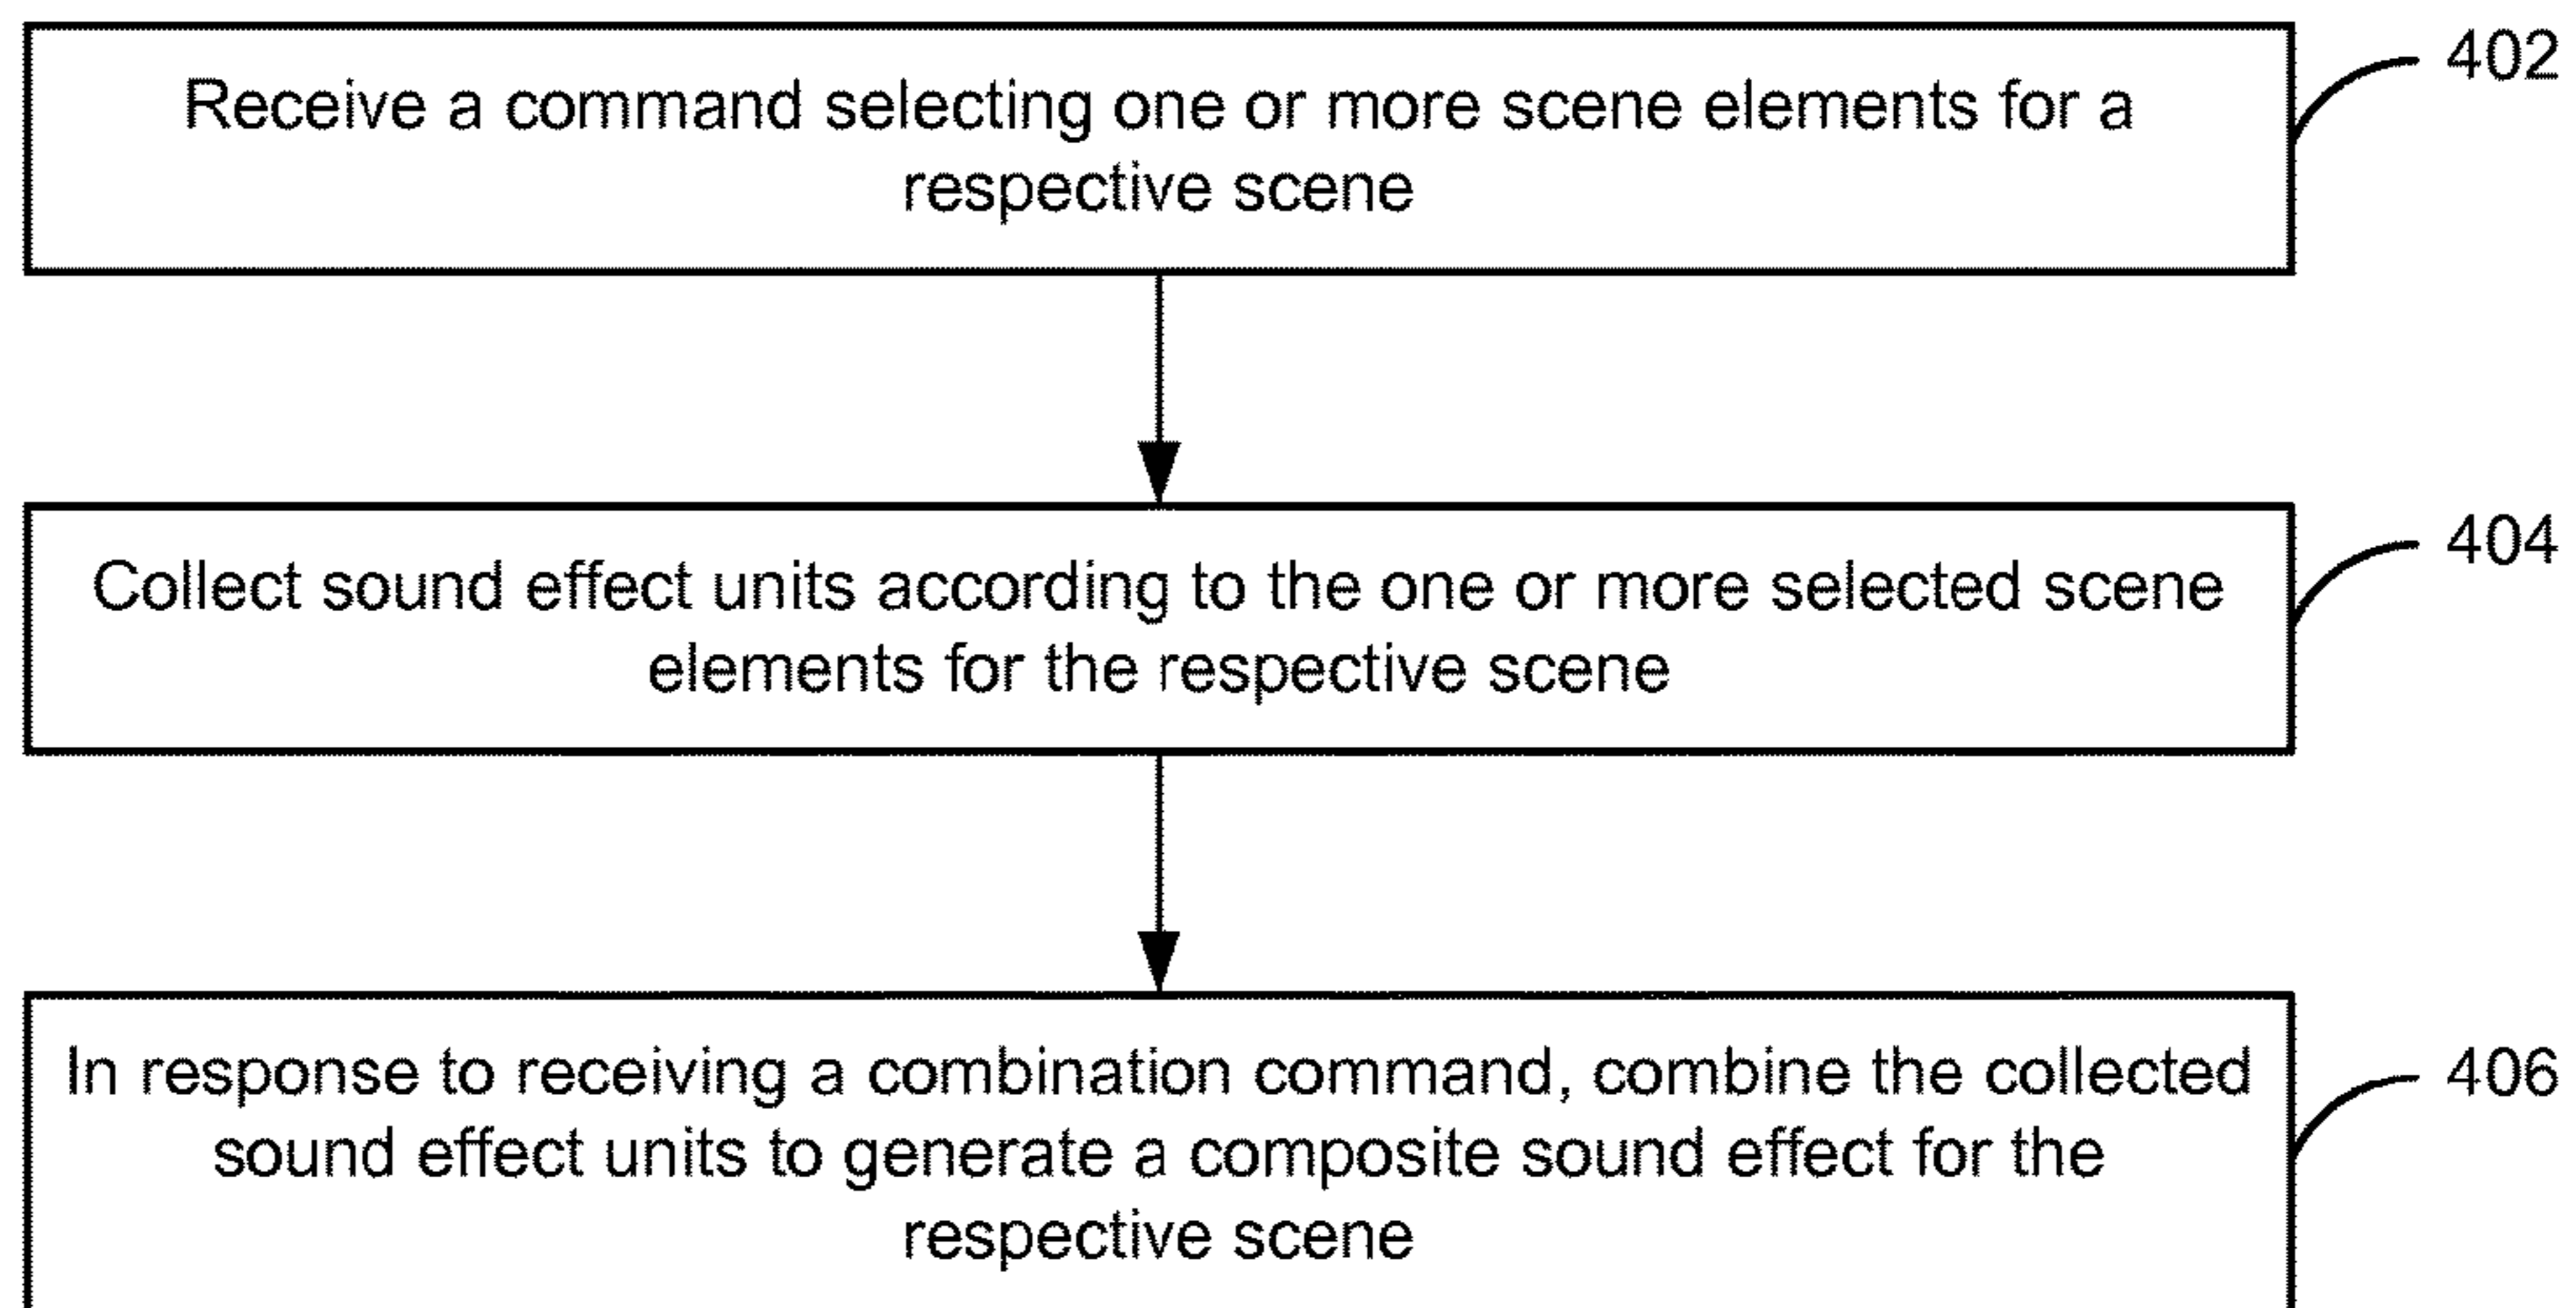 Receive a command selecting one or more scene elements for a
respective scene
402
Collect sound effect units according to the one or more selected scene
elements for the respective scene
404
In response to receiving a combination command, combine the collected
sound effect units to generate a composite sound effect for the
respective scene
406